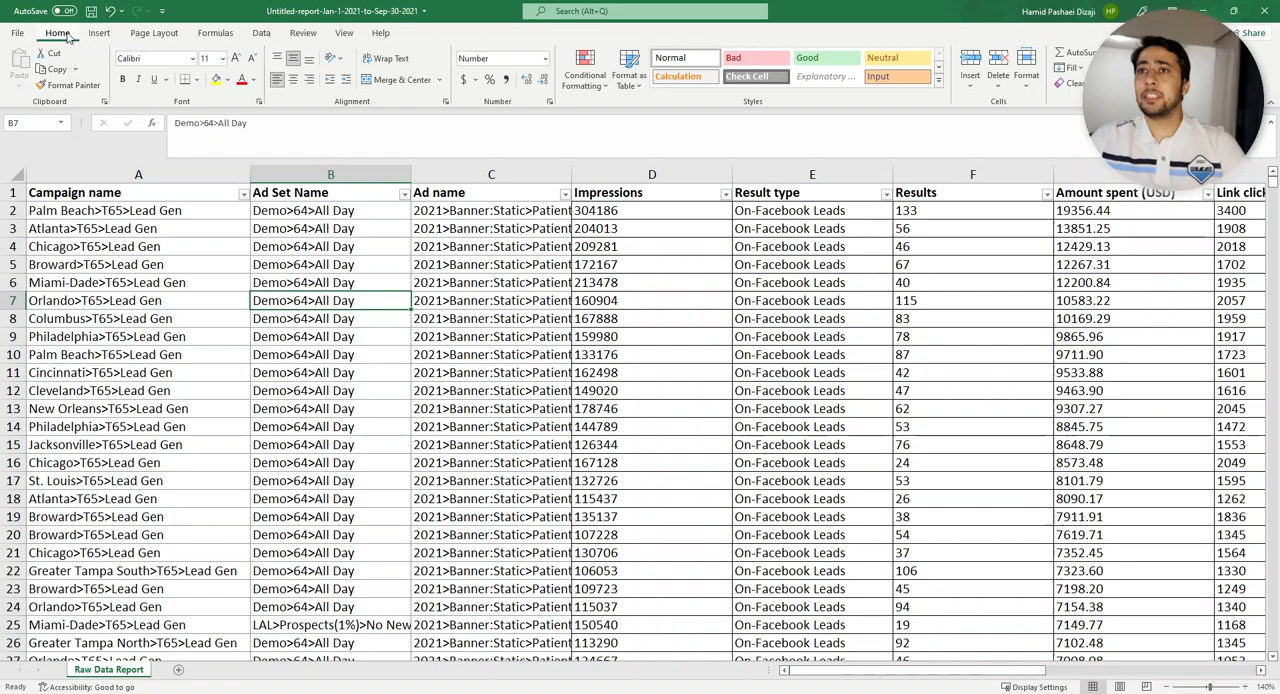 AutoSave Off Untitled-report-Jan-1-2021-to-Sep-30-2021 Search (Alt+Q) Hamid Pashaei Dizaji HP
File Home Insert Page Layout Formulas Data Review View Help Share
Paste Cut Copy Format Painter Clipboard
Calibri 11 B I U Font
Wrap Text Merge & Center Alignment
Number $ % Number
Conditional Formatting Format as Table
Normal Bad Good Neutral
Calculation Check Cell Explanatory ... Input
Styles
Insert Delete Format Cells
AutoSu
Fill
Clea
B7 fx Demo>64>All Day
A B C D E F G
1 Campaign name Ad Set Name Ad name Impressions Result type Results Amount spent (USD) Link click
2 Palm Beach>T65>Lead Gen Demo>64>All Day 2021>Banner:Static>Patient 304186 On-Facebook Leads 133 19356.44 3400
3 Atlanta>T65>Lead Gen Demo>64>All Day 2021>Banner:Static>Patient 204013 On-Facebook Leads 56 13851.25 1908
4 Chicago>T65>Lead Gen Demo>64>All Day 2021>Banner:Static>Patient 209281 On-Facebook Leads 46 12429.13 2018
5 Broward>T65>Lead Gen Demo>64>All Day 2021>Banner:Static>Patient 172167 On-Facebook Leads 67 12267.31 1702
6 Miami-Dade>T65>Lead Gen Demo>64>All Day 2021>Banner:Static>Patient 213478 On-Facebook Leads 40 12200.84 1935
7 Orlando>T65>Lead Gen Demo>64>All Day 2021>Banner:Static>Patient 160904 On-Facebook Leads 115 10583.22 2057
8 Columbus>T65>Lead Gen Demo>64>All Day 2021>Banner:Static>Patient 167888 On-Facebook Leads 83 10169.29 1959
9 Philadelphia>T65>Lead Gen Demo>64>All Day 2021>Banner:Static>Patient 159980 On-Facebook Leads 78 9865.96 1917
10 Palm Beach>T65>Lead Gen Demo>64>All Day 2021>Banner:Static>Patient 133176 On-Facebook Leads 87 9711.90 1723
11 Cincinnati>T65>Lead Gen Demo>64>All Day 2021>Banner:Static>Patient 162498 On-Facebook Leads 42 9533.88 1601
12 Cleveland>T65>Lead Gen Demo>64>All Day 2021>Banner:Static>Patient 149020 On-Facebook Leads 47 9463.90 1616
13 New Orleans>T65>Lead Gen Demo>64>All Day 2021>Banner:Static>Patient 178746 On-Facebook Leads 62 9307.27 2045
14 Philadelphia>T65>Lead Gen Demo>64>All Day 2021>Banner:Static>Patient 144789 On-Facebook Leads 53 8845.75 1472
15 Jacksonville>T65>Lead Gen Demo>64>All Day 2021>Banner:Static>Patient 126344 On-Facebook Leads 76 8648.79 1553
16 Chicago>T65>Lead Gen Demo>64>All Day 2021>Banner:Static>Patient 167128 On-Facebook Leads 24 8573.48 2049
17 St. Louis>T65>Lead Gen Demo>64>All Day 2021>Banner:Static>Patient 132726 On-Facebook Leads 53 8101.79 1595
18 Atlanta>T65>Lead Gen Demo>64>All Day 2021>Banner:Static>Patient 115437 On-Facebook Leads 26 8090.17 1262
19 Broward>T65>Lead Gen Demo>64>All Day 2021>Banner:Static>Patient 135137 On-Facebook Leads 38 7911.91 1836
20 Broward>T65>Lead Gen Demo>64>All Day 2021>Banner:Static>Patient 107228 On-Facebook Leads 54 7619.71 1345
21 Chicago>T65>Lead Gen Demo>64>All Day 2021>Banner:Static>Patient 130706 On-Facebook Leads 37 7352.45 1564
22 Greater Tampa South>T65>Lead Gen Demo>64>All Day 2021>Banner:Static>Patient 106053 On-Facebook Leads 106 7323.60 1330
23 Broward>T65>Lead Gen Demo>64>All Day 2021>Banner:Static>Patient 109723 On-Facebook Leads 45 7198.20 1249
24 Orlando>T65>Lead Gen Demo>64>All Day 2021>Banner:Static>Patient 115037 On-Facebook Leads 94 7154.38 1340
25 Miami-Dade>T65>Lead Gen LAL>Prospects(1%)>No New 2021>Banner:Static>Patient 150540 On-Facebook Leads 19 7149.77 1168
26 Greater Tampa North>T65>Lead Gen Demo>64>All Day 2021>Banner:Static>Patient 113290 On-Facebook Leads 92 7102.48 1345
Raw Data Report
Ready Accessibility: Good to go Display Settings 140%